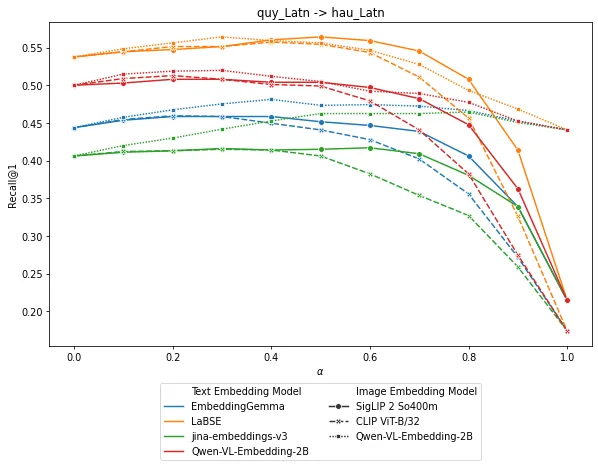 quy_Latn -> hau_Latn
Recall@1
0.55
0.50
0.45
0.40
0.35
0.30
0.25
0.20
0.0 0.2 0.4 0.6 0.8 1.0
α
Text Embedding Model Image Embedding Model
EmbeddingGemma SigLIP 2 So400m
LaBSE CLIP ViT-B/32
jina-embeddings-v3 Qwen-VL-Embedding-2B
Qwen-VL-Embedding-2B